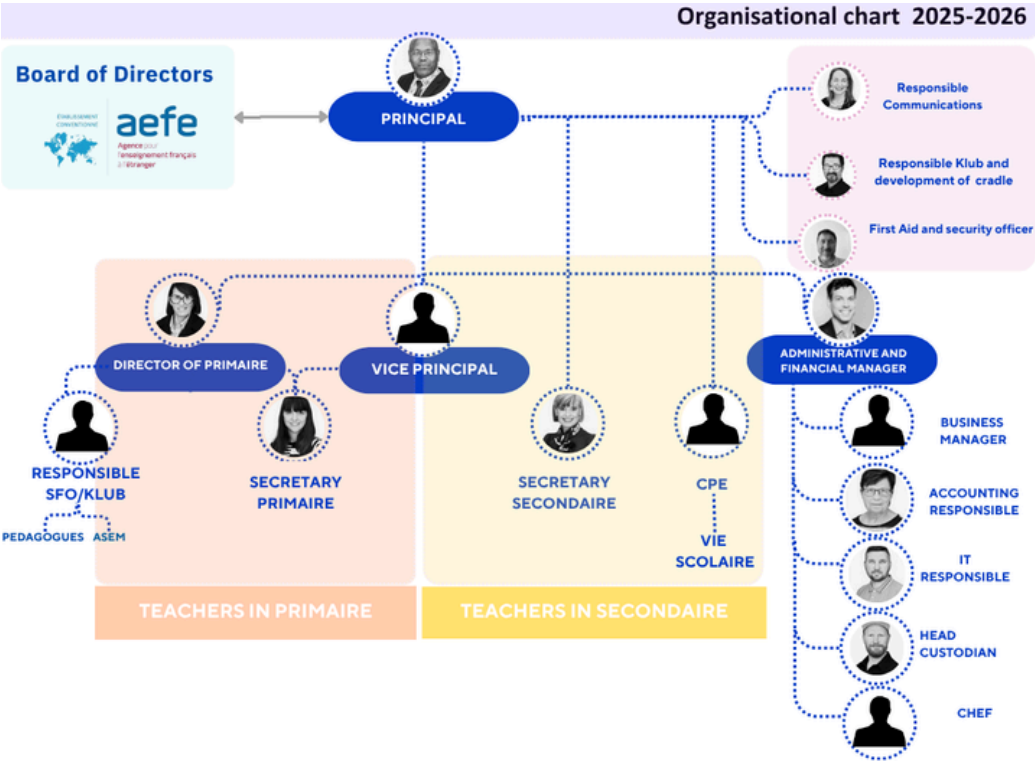 Organisational chart 2025-2026
Board of Directors
ÉTABLISSEMENT
CONVENTIONNÉ
aefe
Agence pour
l'enseignement français
à l'étranger
PRINCIPAL
Responsible
Communications
Responsible Klub and
development of cradle
First Aid and security officer
DIRECTOR OF PRIMAIRE
VICE PRINCIPAL
ADMINISTRATIVE AND
FINANCIAL MANAGER
RESPONSIBLE
SFO/KLUB
PEDAGOGUES ASEM
SECRETARY
PRIMAIRE
SECRETARY
SECONDAIRE
CPE
VIE
SCOLAIRE
BUSINESS
MANAGER
ACCOUNTING
RESPONSIBLE
IT
RESPONSIBLE
HEAD
CUSTODIAN
CHEF
TEACHERS IN PRIMAIRE
TEACHERS IN SECONDAIRE